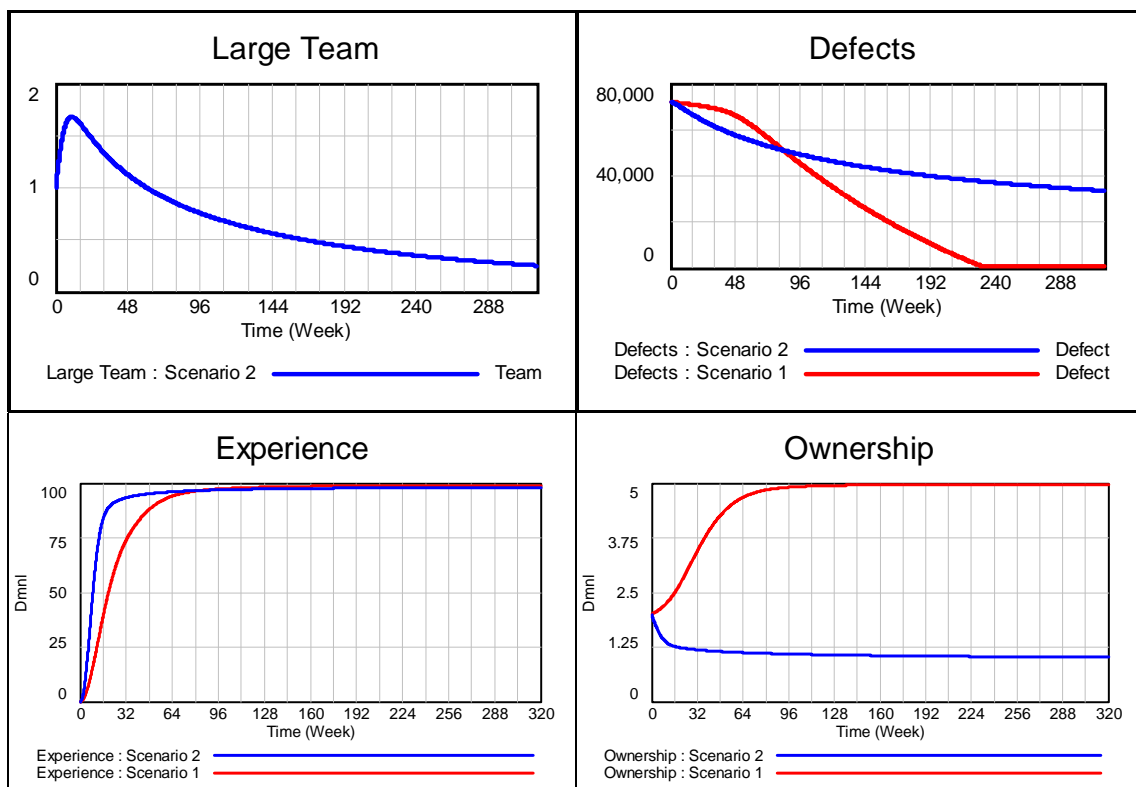 Large Team
2
1
0
0 48 96 144 192 240 288
Time (Week)
Large Team : Scenario 2 Team
Defects
80,000
40,000
0
0 48 96 144 192 240 288
Time (Week)
Defects : Scenario 2 Defect
Defects : Scenario 1 Defect
Experience
100
75
50
25
0
Dmnl
0 32 64 96 128 160 192 224 256 288 320
Time (Week)
Experience : Scenario 2
Experience : Scenario 1
Ownership
5
3.75
2.5
1.25
0
Dmnl
0 32 64 96 128 160 192 224 256 288 320
Time (Week)
Ownership : Scenario 2
Ownership : Scenario 1